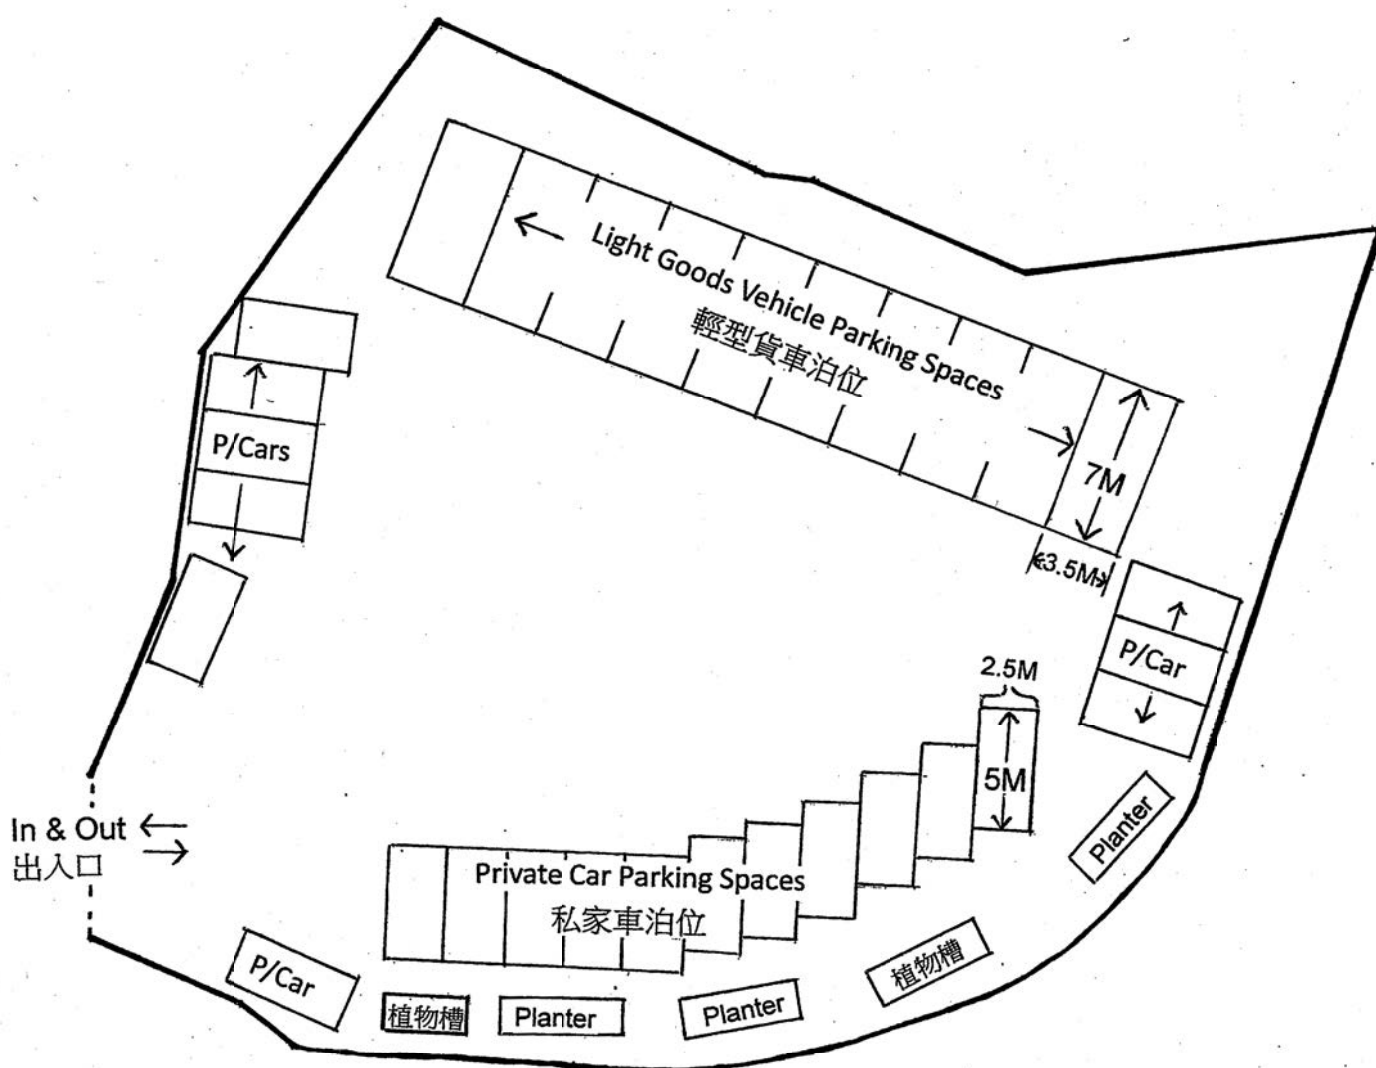 Light Goods Vehicle Parking Spaces
輕型貨車泊位
P/Cars
7M
3.5M
P/Car
2.5M
5M
In & Out
出入口
Private Car Parking Spaces
私家車泊位
Planter
P/Car
植物槽
Planter
Planter
植物槽